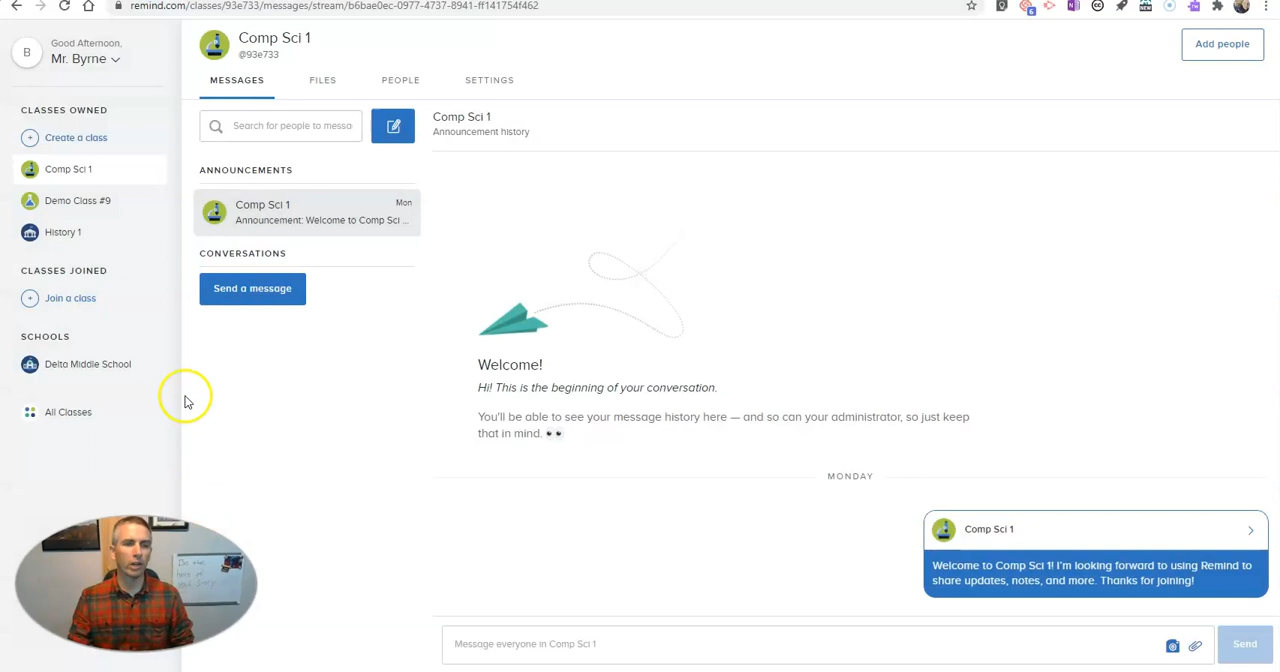 remind.com/classes/93e733/messages/stream/b6bae0ec-0977-4737-8941-ff141754f462
6
B
Good Afternoon,
Mr. Byrne
Comp Sci 1
@93e733
Add people
MESSAGES
FILES
PEOPLE
SETTINGS
CLASSES OWNED
Create a class
Comp Sci 1
Demo Class #9
History 1
CLASSES JOINED
Join a class
SCHOOLS
Delta Middle School
All Classes
Search for people to messa
ANNOUNCEMENTS
Comp Sci 1
Mon
Announcement: Welcome to Comp Sci ...
CONVERSATIONS
Send a message
Comp Sci 1
Announcement history
Welcome!
Hi! This is the beginning of your conversation.
You'll be able to see your message history here — and so can your administrator, so just keep
that in mind. 👀
MONDAY
Comp Sci 1
Welcome to Comp Sci 1! I'm looking forward to using Remind to
share updates, notes, and more. Thanks for joining!
Message everyone in Comp Sci 1
Send